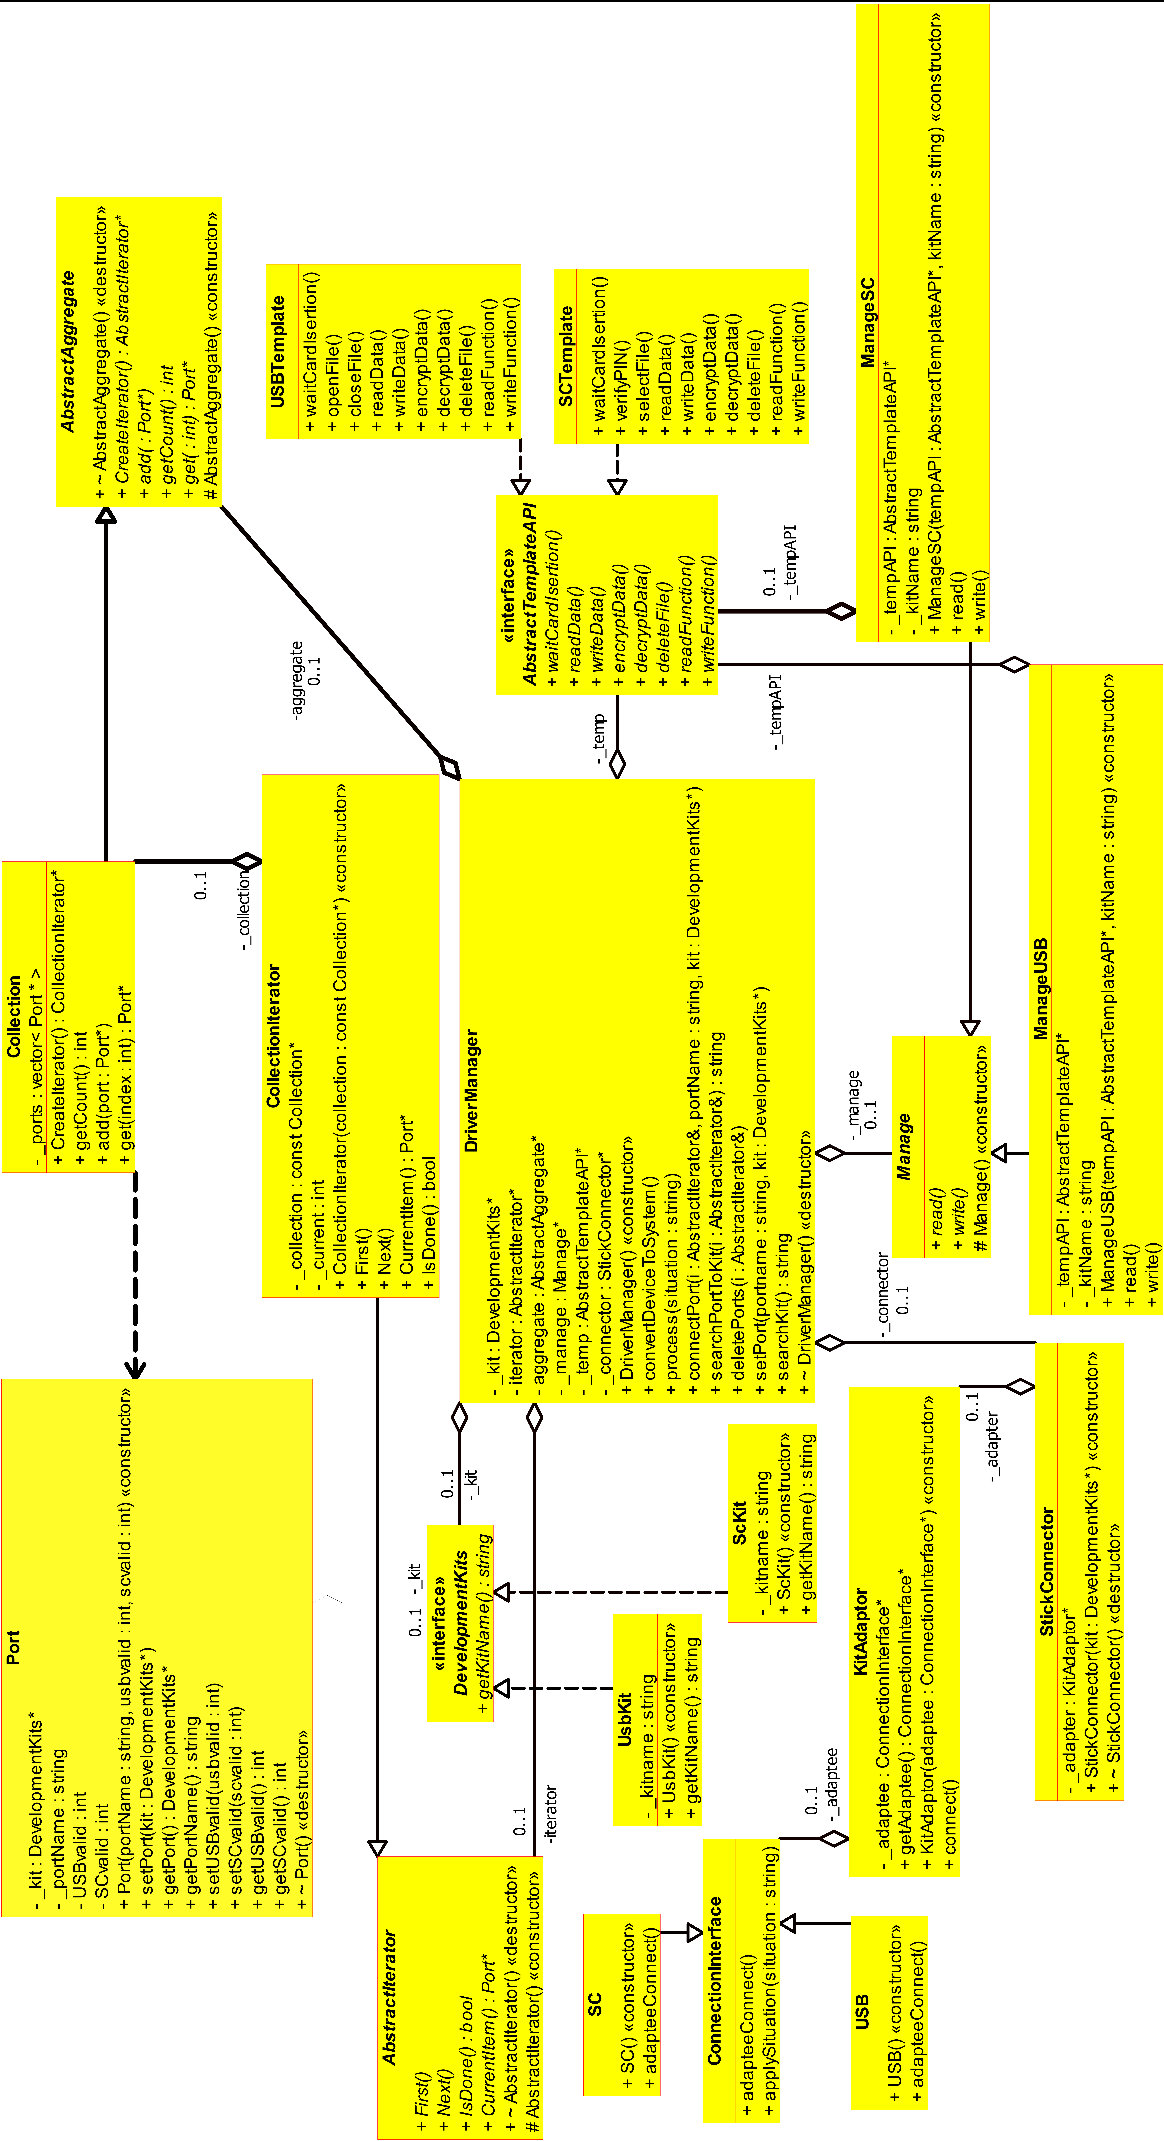 Port
- _kit : DevelopmentKits*
- _portName : string
- USBvalid : int
- SCvalid : int
+ Port(portName : string, usbvalid : int, scvalid : int) «constructor»
+ setPort(kit : DevelopmentKits*)
+ getPort() : DevelopmentKits*
+ getPortName() : string
+ setUSBvalid(usbvalid : int)
+ setSCvalid(scvalid : int)
+ getUSBvalid() : int
+ getSCvalid() : int
+ ~ Port() «destructor»
Collection
- _ports : vector< Port* >
+ CreateIterator() : CollectionIterator*
+ getCount() : int
+ add(port : Port*)
+ get(index : int) : Port*
0..1
-_collection
AbstractAggregate
+ ~ AbstractAggregate() «destructor»
+ CreateIterator() : AbstractIterator*
+ add( : Port*)
+ getCount() : int
+ get( : int) : Port*
# AbstractAggregate() «constructor»
-aggregate
0..1
CollectionIterator
- _collection : const Collection*
- _current : int
+ CollectionIterator(collection : const Collection*) «constructor»
+ First()
+ Next()
+ CurrentItem() : Port*
+ IsDone() : bool
USBTemplate
+ waitCardIsertion()
+ openFile()
+ closeFile()
+ readData()
+ writeData()
+ encryptData()
+ decryptData()
+ deleteFile()
+ readFunction()
+ writeFunction()
SCTemplate
+ waitCardIsertion()
+ verifyPIN()
+ selectFile()
+ readData()
+ writeData()
+ encryptData()
+ decryptData()
+ deleteFile()
+ readFunction()
+ writeFunction()
AbstractIterator
+ First()
+ Next()
+ IsDone() : bool
+ CurrentItem() : Port*
+ ~ AbstractIterator() «destructor»
# AbstractIterator() «constructor»
0..1
-iterator
0..1 -_kit
«interface»
DevelopmentKits
+ getKitName() : string
0..1
-_kit
DriverManager
- _kit : DevelopmentKits*
- iterator : AbstractIterator*
- aggregate : AbstractAggregate*
- _manage : Manage*
- _temp : AbstractTemplateAPI*
- _connector : StickConnector*
+ DriverManager() «constructor»
+ convertDeviceToSystem()
+ process(situation : string)
+ connectPort(i : AbstractIterator&, portName : string, kit : DevelopmentKits*)
+ searchPortToKit(i : AbstractIterator&) : string
+ deletePorts(i : AbstractIterator&)
+ setPort(portname : string, kit : DevelopmentKits*)
+ searchKit() : string
+ ~ DriverManager() «destructor»
«interface»
AbstractTemplateAPI
+ waitCardIsertion()
+ readData()
+ writeData()
+ encryptData()
+ decryptData()
+ deleteFile()
+ readFunction()
+ writeFunction()
-_temp
0..1
-_tempAPI
-_tempAPI
UsbKit
- _kitname : string
+ UsbKit() «constructor»
+ getKitName() : string
ScKit
- _kitname : string
+ ScKit() «constructor»
+ getKitName() : string
SC
+ SC() «constructor»
+ adapteeConnect()
ConnectionInterface
+ adapteeConnect()
+ applySituation(situation : string)
USB
+ USB() «constructor»
+ adapteeConnect()
0..1
-_adaptee
KitAdaptor
- _adaptee : ConnectionInterface*
+ getAdaptee() : ConnectionInterface*
+ KitAdaptor(adaptee : ConnectionInterface*) «constructor»
+ connect()
0..1
-_adapter
-_connector
0..1
-_manage
0..1
Manage
+ read()
+ write()
# Manage() «constructor»
ManageSC
- _tempAPI : AbstractTemplateAPI*
- _kitName : string
+ ManageSC(tempAPI : AbstractTemplateAPI*, kitName : string) «constructor»
+ read()
+ write()
StickConnector
- _adapter : KitAdaptor*
+ StickConnector(kit : DevelopmentKits*) «constructor»
+ ~ StickConnector() «destructor»
ManageUSB
- _tempAPI : AbstractTemplateAPI*
- _kitName : string
+ ManageUSB(tempAPI : AbstractTemplateAPI*, kitName : string) «constructor»
+ read()
+ write()